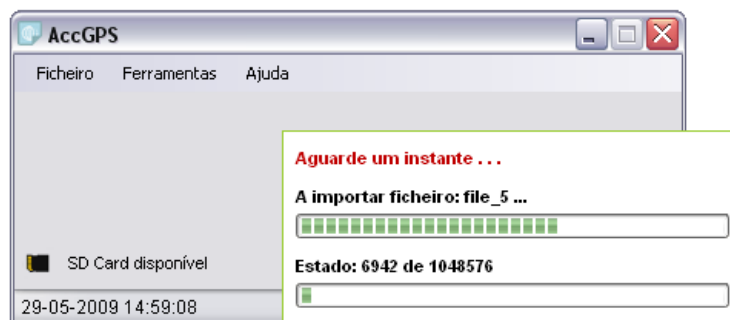 AccGPS
Ficheiro Ferramentas Ajuda
Aguarde um instante . . .
A importar ficheiro: file_5 ...
SD Card disponível
Estado: 6942 de 1048576
29-05-2009 14:59:08